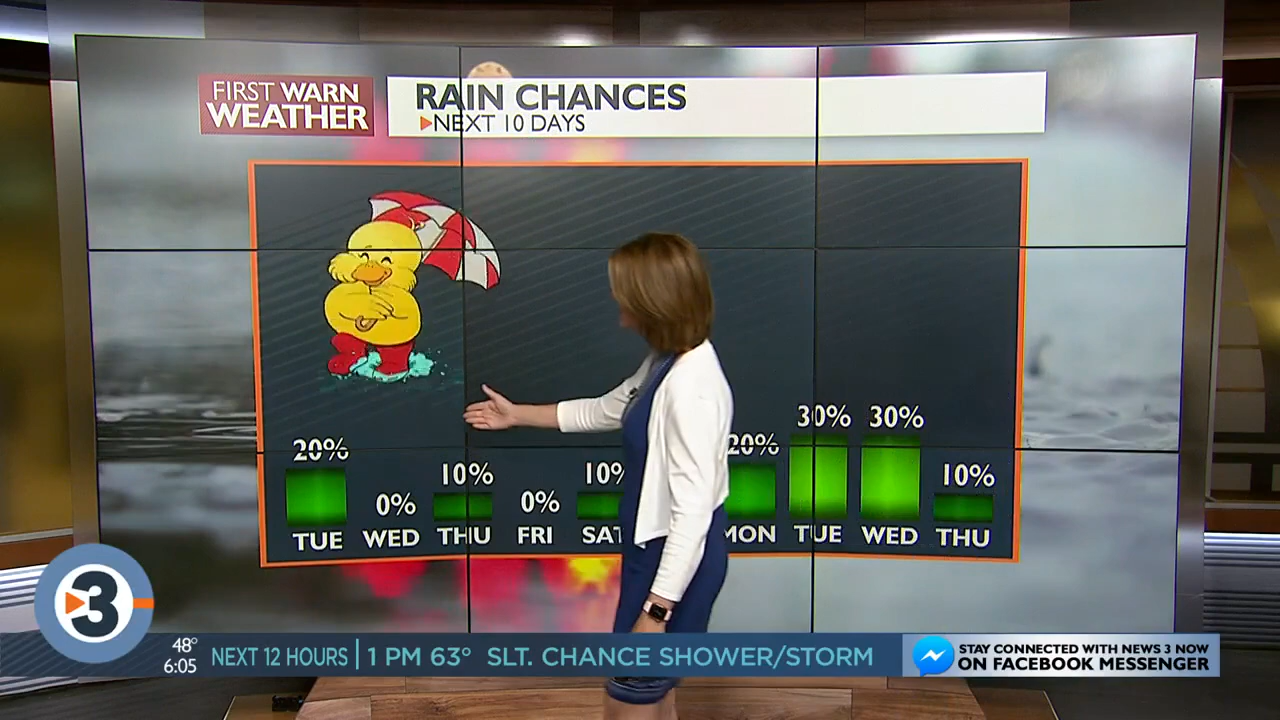 FIRST WARN
WEATHER
RAIN CHANCES
NEXT 10 DAYS
20% 0% 10% 0% 10% 20% 30% 30% 10%
TUE WED THU FRI SAT MON TUE WED THU
3
48°
6:05
NEXT 12 HOURS 1 PM 63° SLT. CHANCE SHOWER/STORM
STAY CONNECTED WITH NEWS 3 NOW
ON FACEBOOK MESSENGER